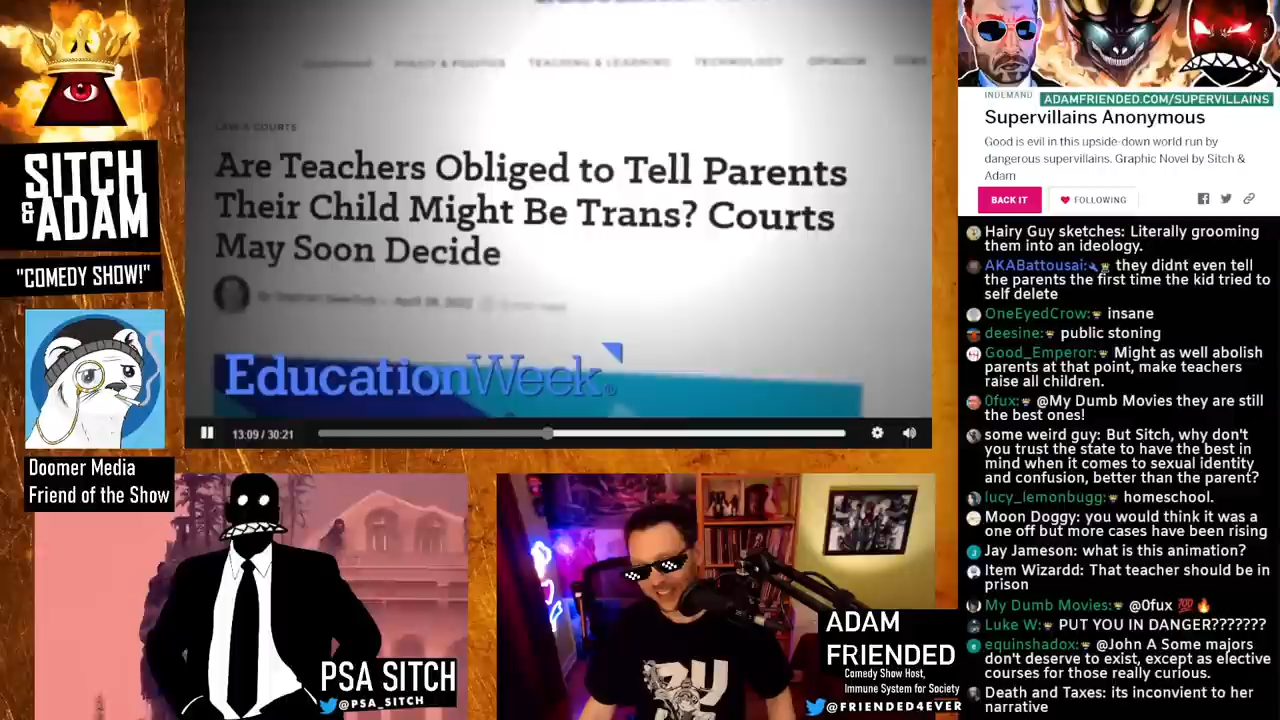 SITCH
& ADAM
"COMEDY SHOW!"
Doomer Media
Friend of the Show
TEACHING & LEARNING
TECHNOLOGY
OPINION
LAW & COURTS
Are Teachers Obliged to Tell Parents
Their Child Might Be Trans? Courts
May Soon Decide
EducationWeek®
13:09 / 30:21
PSA SITCH
@PSA_SITCH
ADAM
FRIENDED
Comedy Show Host,
Immune System for Society
@FRIENDED4EVER
INDEMAND
ADAMFRIENDED.COM/SUPERVILLAINS
Supervillains Anonymous
Good is evil in this upside-down world run by
dangerous supervillains. Graphic Novel by Sitch &
Adam
BACK IT
FOLLOWING
Hairy Guy sketches: Literally grooming
them into an ideology.
AKABattousai: they didnt even tell
the parents the first time the kid tried to
self delete
OneEyedCrow: insane
deesine: public stoning
Good_Emperor: Might as well abolish
parents at that point, make teachers
raise all children.
0fux: @My Dumb Movies they are still
the best ones!
some weird guy: But Sitch, why don't
you trust the state to have the best in
mind when it comes to sexual identity
and confusion, better than the parent?
lucy_lemonbugg: homeschool.
Moon Doggy: you would think it was a
one off but more cases have been rising
Jay Jameson: what is this animation?
Item Wizardd: That teacher should be in
prison
My Dumb Movies: @0fux 💯🔥
Luke W: PUT YOU IN DANGER???????
equinshadox: @John A Some majors
don't deserve to exist, except as elective
courses for those really curious.
Death and Taxes: its inconvient to her
narrative